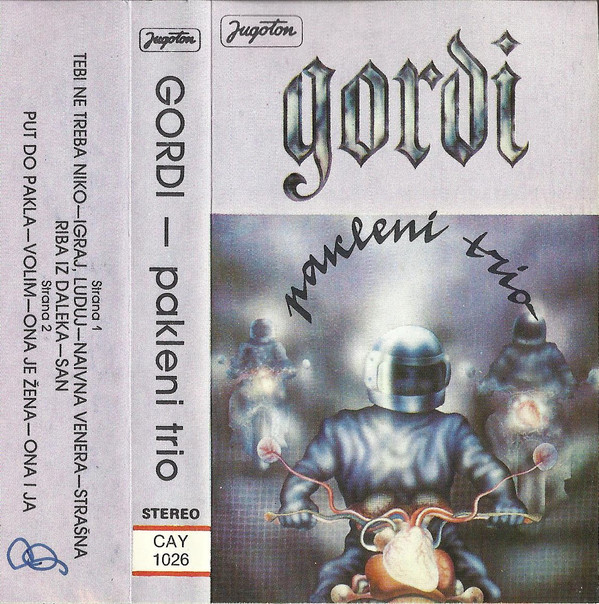 Strana 1
TEBI NE TREBA NIKO—IGRAJ, LUDUJ—NAIVNA VENERA—STRAŠNA
RIBA IZ DALEKA—SAN
Strana 2
PUT DO PAKLA—VOLIM—ONA JE ŽENA—ONA I JA
Jugoton
GORDI — pakleni trio
STEREO
CAY
1026
Jugoton
gordi
pakleni trio